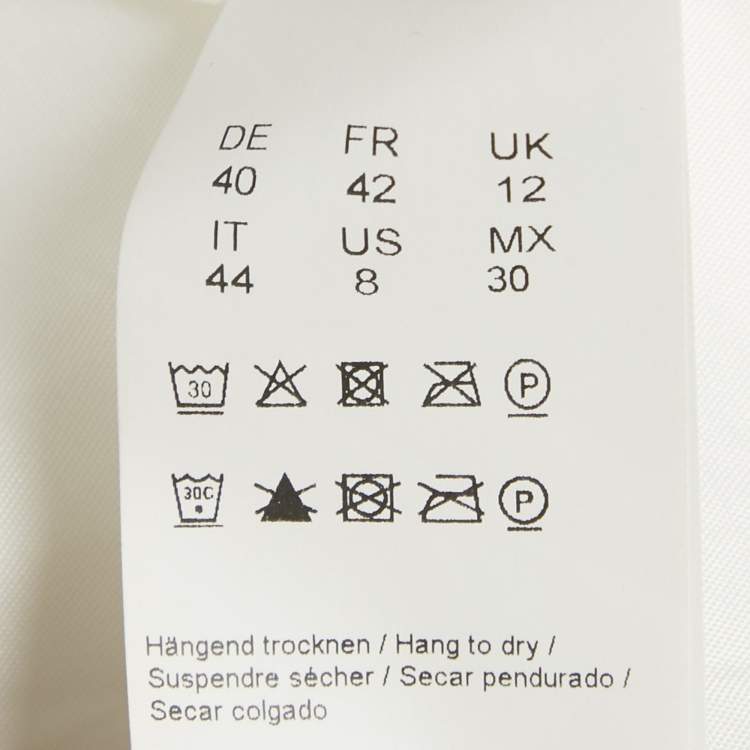 DE FR UK
40 42 12
IT US MX
44 8 30
30 P
30C P
Hängend trocknen / Hang to dry /
Suspendre sécher / Secar pendurado /
Secar colgado